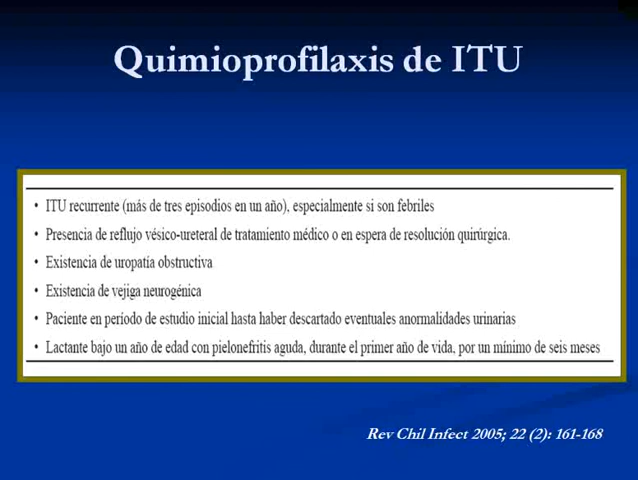 Quimioprofilaxis de ITU
• ITU recurrente (más de tres episodios en un año), especialmente si son febriles
• Presencia de reflujo vésico-ureteral de tratamiento médico o en espera de resolución quirúrgica.
• Existencia de uropatía obstructiva
• Existencia de vejiga neurogénica
• Paciente en período de estudio inicial hasta haber descartado eventuales anormalidades urinarias
• Lactante bajo un año de edad con pielonefritis aguda, durante el primer año de vida, por un mínimo de seis meses
Rev Chil Infect 2005; 22 (2): 161-168